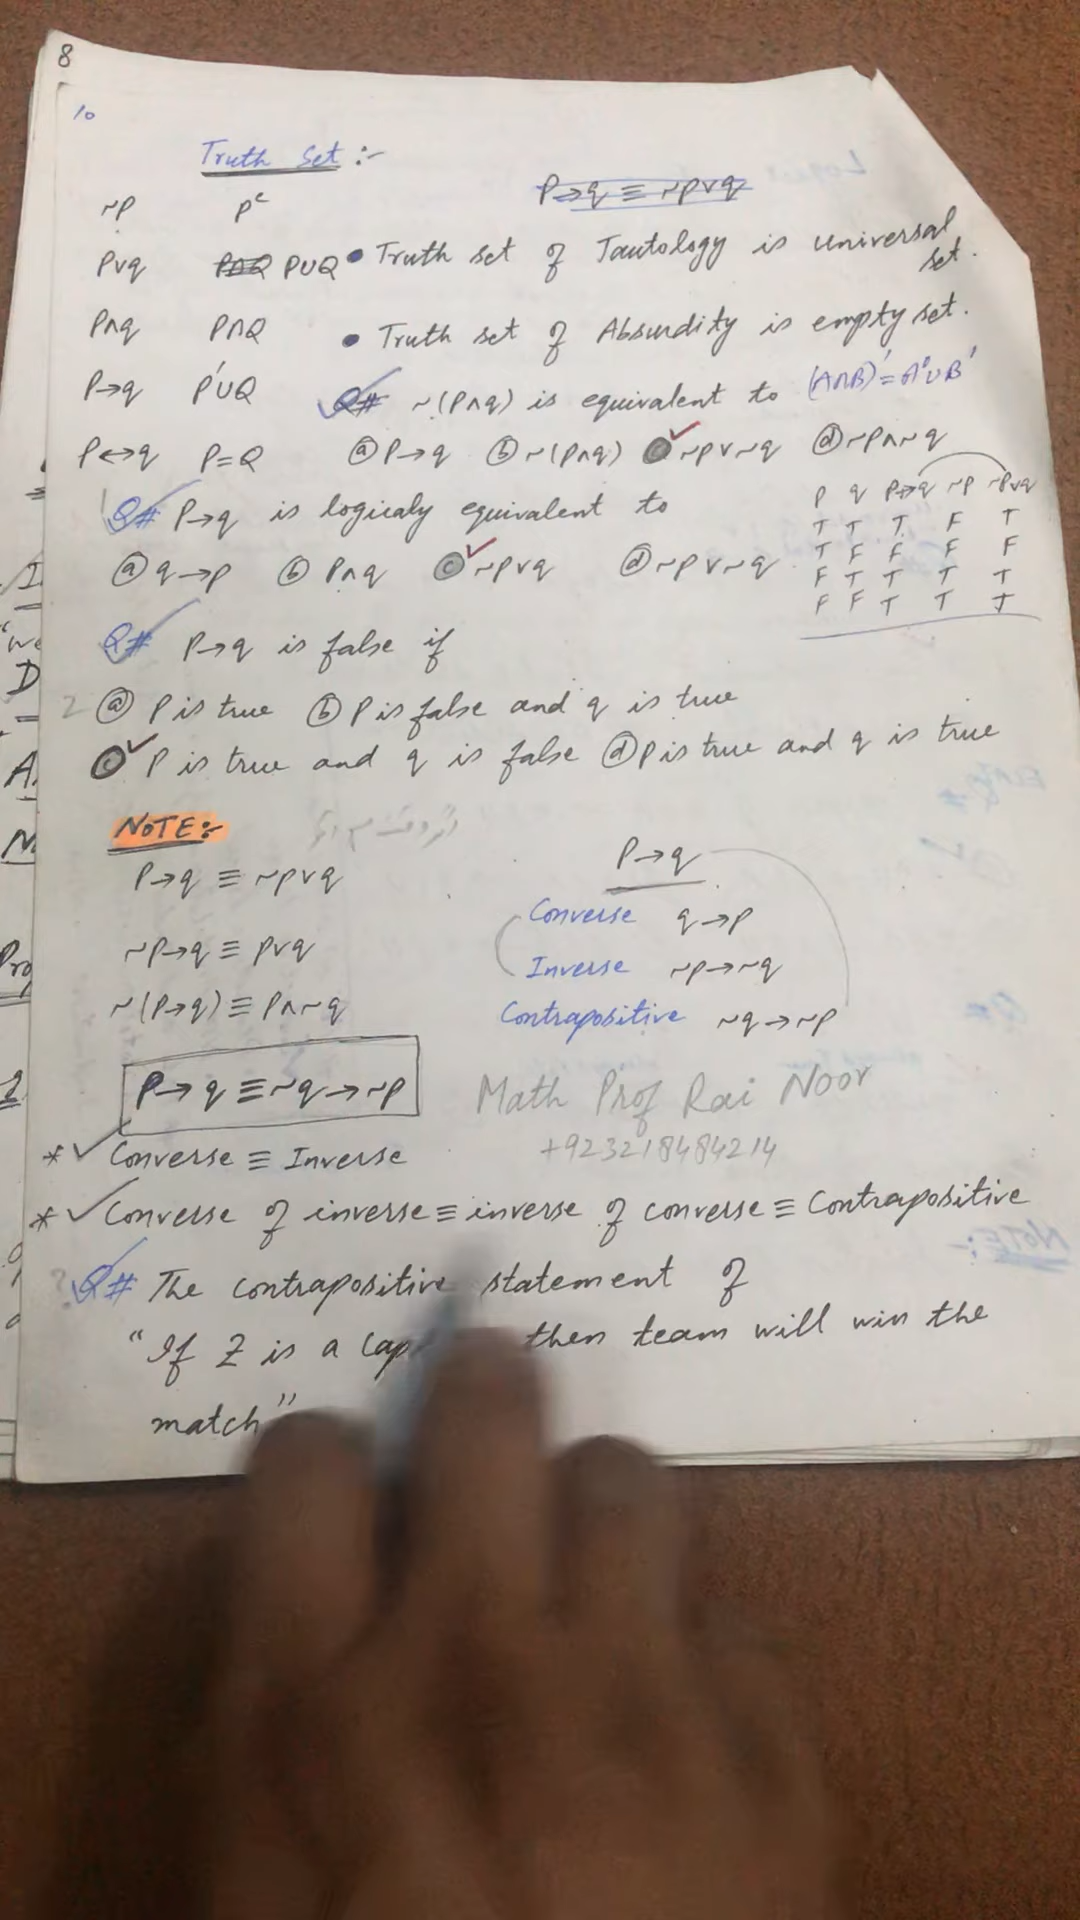 8
10
Truth Set :-
P→q ≡ ~p∨q
~p P^c
P∨q P∩Q P∪Q
• Truth set of Tautology is universal set.
P∧q P∩Q
• Truth set of Absurdity is empty set.
P→q P'∪Q
Q# ~(P∧q) is equivalent to (A∩B)'=A'∪B'
P↔q P=Q
ⓐ P→q ⓑ ~(p∧q) ⓒ ~p∨~q ⓓ ~p∧~q
Q# P→q is logicaly equivalent to
ⓐ q→p ⓑ P∧q ⓒ ~p∨q ⓓ ~p∨~q
P q P→q ~P ~P∨q
T T T F T
T F F F F
F T T T T
F F T T T
Q# P→q is false if
2 ⓐ P is true ⓑ P is false and q is true
ⓒ P is true and q is false ⓓ P is true and q is true
NOTE:-
P→q ≡ ~p∨q
~p→q ≡ p∨q
~(P→q) ≡ P∧~q
P→q ≡ ~q→~p
P→q
Converse q→p
Inverse ~p→~q
Contrapositive ~q→~p
Math Prof Rai Noor
+923218484214
* ✓ Converse ≡ Inverse
* ✓ Converse of inverse ≡ inverse of converse ≡ Contrapositive
Q# The contrapositive statement of
"If Z is a cap then team will win the
match"